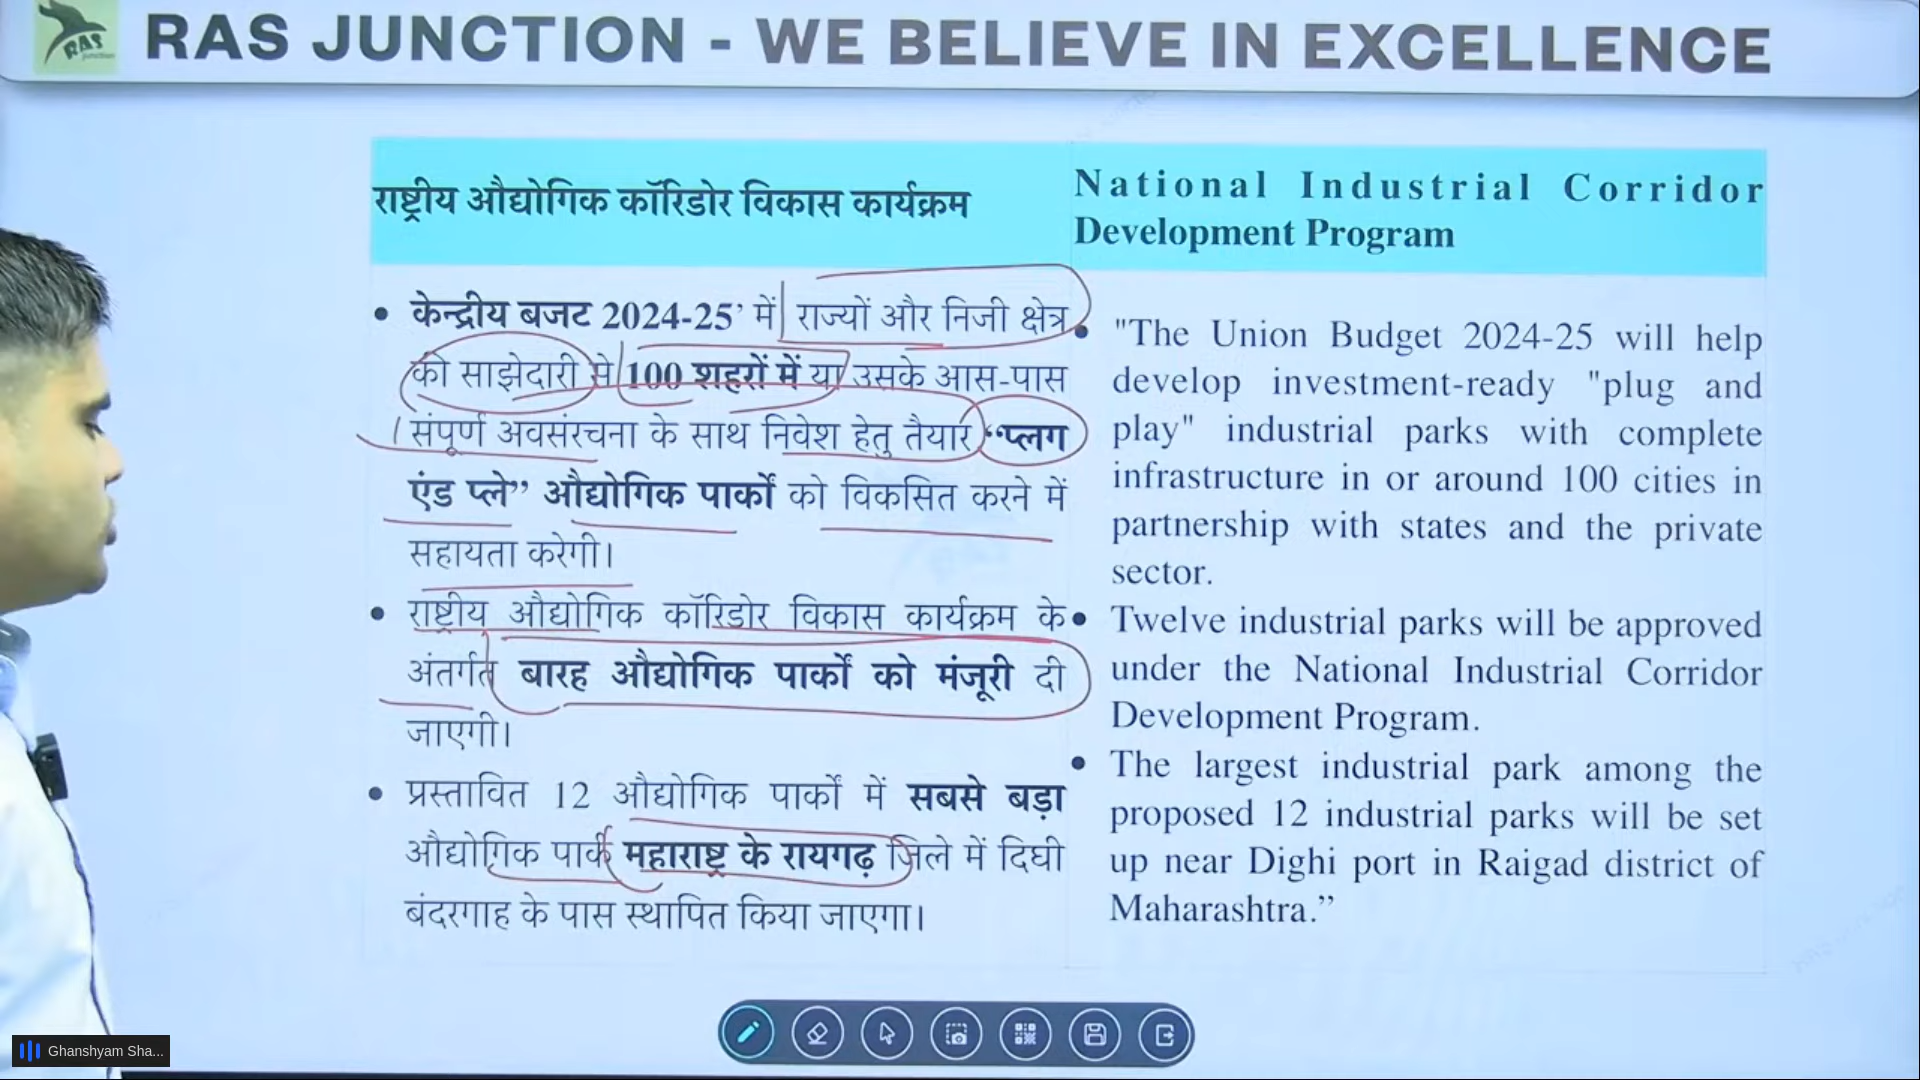 RAS JUNCTION - WE BELIEVE IN EXCELLENCE
RAS
junction
राष्ट्रीय औद्योगिक कॉरिडोर विकास कार्यक्रम
केन्द्रीय बजट 2024-25’ में राज्यों और निजी क्षेत्र
की साझेदारी से 100 शहरों में या उसके आस-पास
संपूर्ण अवसंरचना के साथ निवेश हेतु तैयार “प्लग
एंड प्ले” औद्योगिक पार्कों को विकसित करने में
सहायता करेगी।
राष्ट्रीय औद्योगिक कॉरिडोर विकास कार्यक्रम के
अंतर्गत बारह औद्योगिक पार्कों को मंजूरी दी
जाएगी।
प्रस्तावित 12 औद्योगिक पार्कों में सबसे बड़ा
औद्योगिक पार्क महाराष्ट्र के रायगढ़ जिले में दिघी
बंदरगाह के पास स्थापित किया जाएगा।
National Industrial Corridor
Development Program
"The Union Budget 2024-25 will help
develop investment-ready "plug and
play" industrial parks with complete
infrastructure in or around 100 cities in
partnership with states and the private
sector.
Twelve industrial parks will be approved
under the National Industrial Corridor
Development Program.
The largest industrial park among the
proposed 12 industrial parks will be set
up near Dighi port in Raigad district of
Maharashtra.”
Ghanshyam Sha...